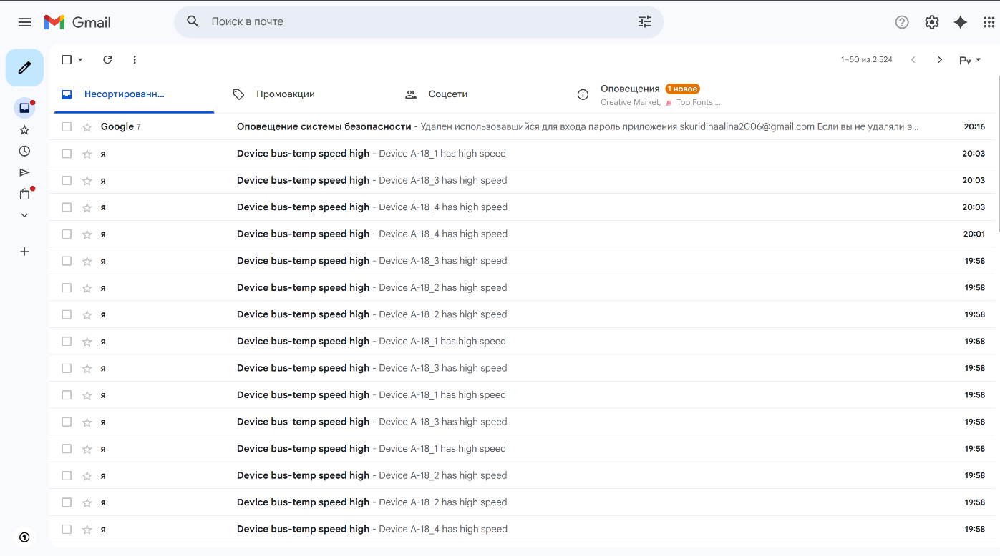 Gmail
Поиск в почте
1–50 из 2 524
Ру
Несортированн...
Промоакции
Соцсети
Оповещения 1 новое
Creative Market, Top Fonts ...
Google 7 Оповещение системы безопасности - Удален использовавшийся для входа пароль приложения skuridinaalina2006@gmail.com Если вы не удаляли э... 20:16
я Device bus-temp speed high - Device A-18_1 has high speed 20:03
я Device bus-temp speed high - Device A-18_3 has high speed 20:03
я Device bus-temp speed high - Device A-18_4 has high speed 20:03
я Device bus-temp speed high - Device A-18_4 has high speed 20:01
я Device bus-temp speed high - Device A-18_3 has high speed 19:58
я Device bus-temp speed high - Device A-18_2 has high speed 19:58
я Device bus-temp speed high - Device A-18_2 has high speed 19:58
я Device bus-temp speed high - Device A-18_1 has high speed 19:58
я Device bus-temp speed high - Device A-18_3 has high speed 19:58
я Device bus-temp speed high - Device A-18_1 has high speed 19:58
я Device bus-temp speed high - Device A-18_3 has high speed 19:58
я Device bus-temp speed high - Device A-18_1 has high speed 19:58
я Device bus-temp speed high - Device A-18_2 has high speed 19:58
я Device bus-temp speed high - Device A-18_2 has high speed 19:58
я Device bus-temp speed high - Device A-18_4 has high speed 19:58